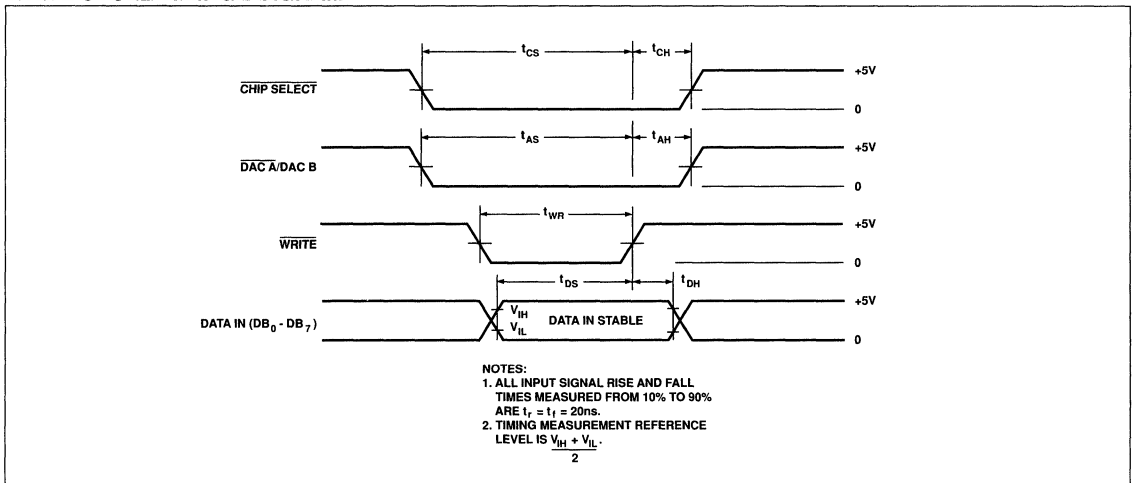 tCS tCH
CHIP SELECT +5V
0
tAS tAH
DAC A/DAC B +5V
0
tWR
WRITE +5V
0
tDS tDH
DATA IN (DB0 - DB7) VIH DATA IN STABLE +5V
VIL 0
NOTES:
1. ALL INPUT SIGNAL RISE AND FALL
TIMES MEASURED FROM 10% TO 90%
ARE tr = tf = 20ns.
2. TIMING MEASUREMENT REFERENCE
LEVEL IS VIH + VIL.
2